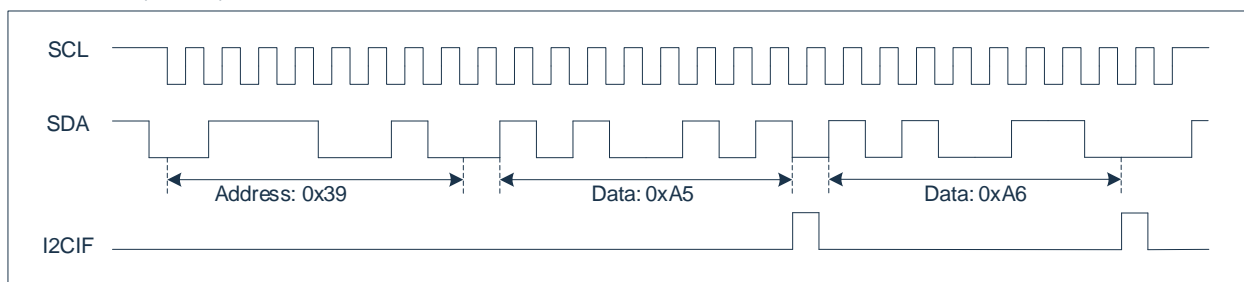 SCL
SDA
Address: 0x39 Data: 0xA5 Data: 0xA6
I2CIF